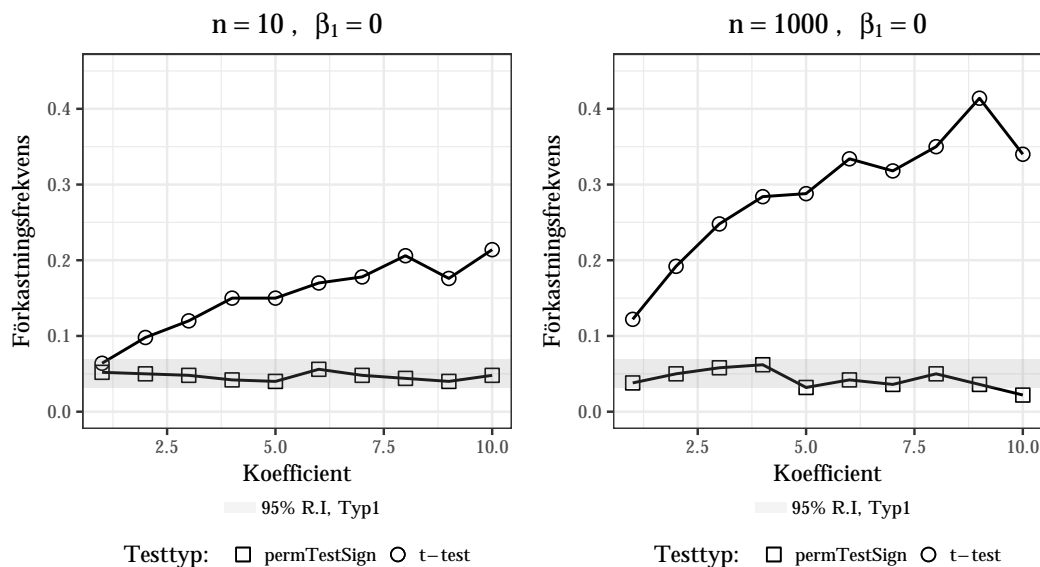 n = 10 , β₁ = 0
Förkastningsfrekvens
0.4
0.3
0.2
0.1
0.0
2.5 5.0 7.5 10.0
Koefficient
95% R.I, Typ1
Testtyp: permTestSign t−test
n = 1000 , β₁ = 0
Förkastningsfrekvens
0.4
0.3
0.2
0.1
0.0
2.5 5.0 7.5 10.0
Koefficient
95% R.I, Typ1
Testtyp: permTestSign t−test